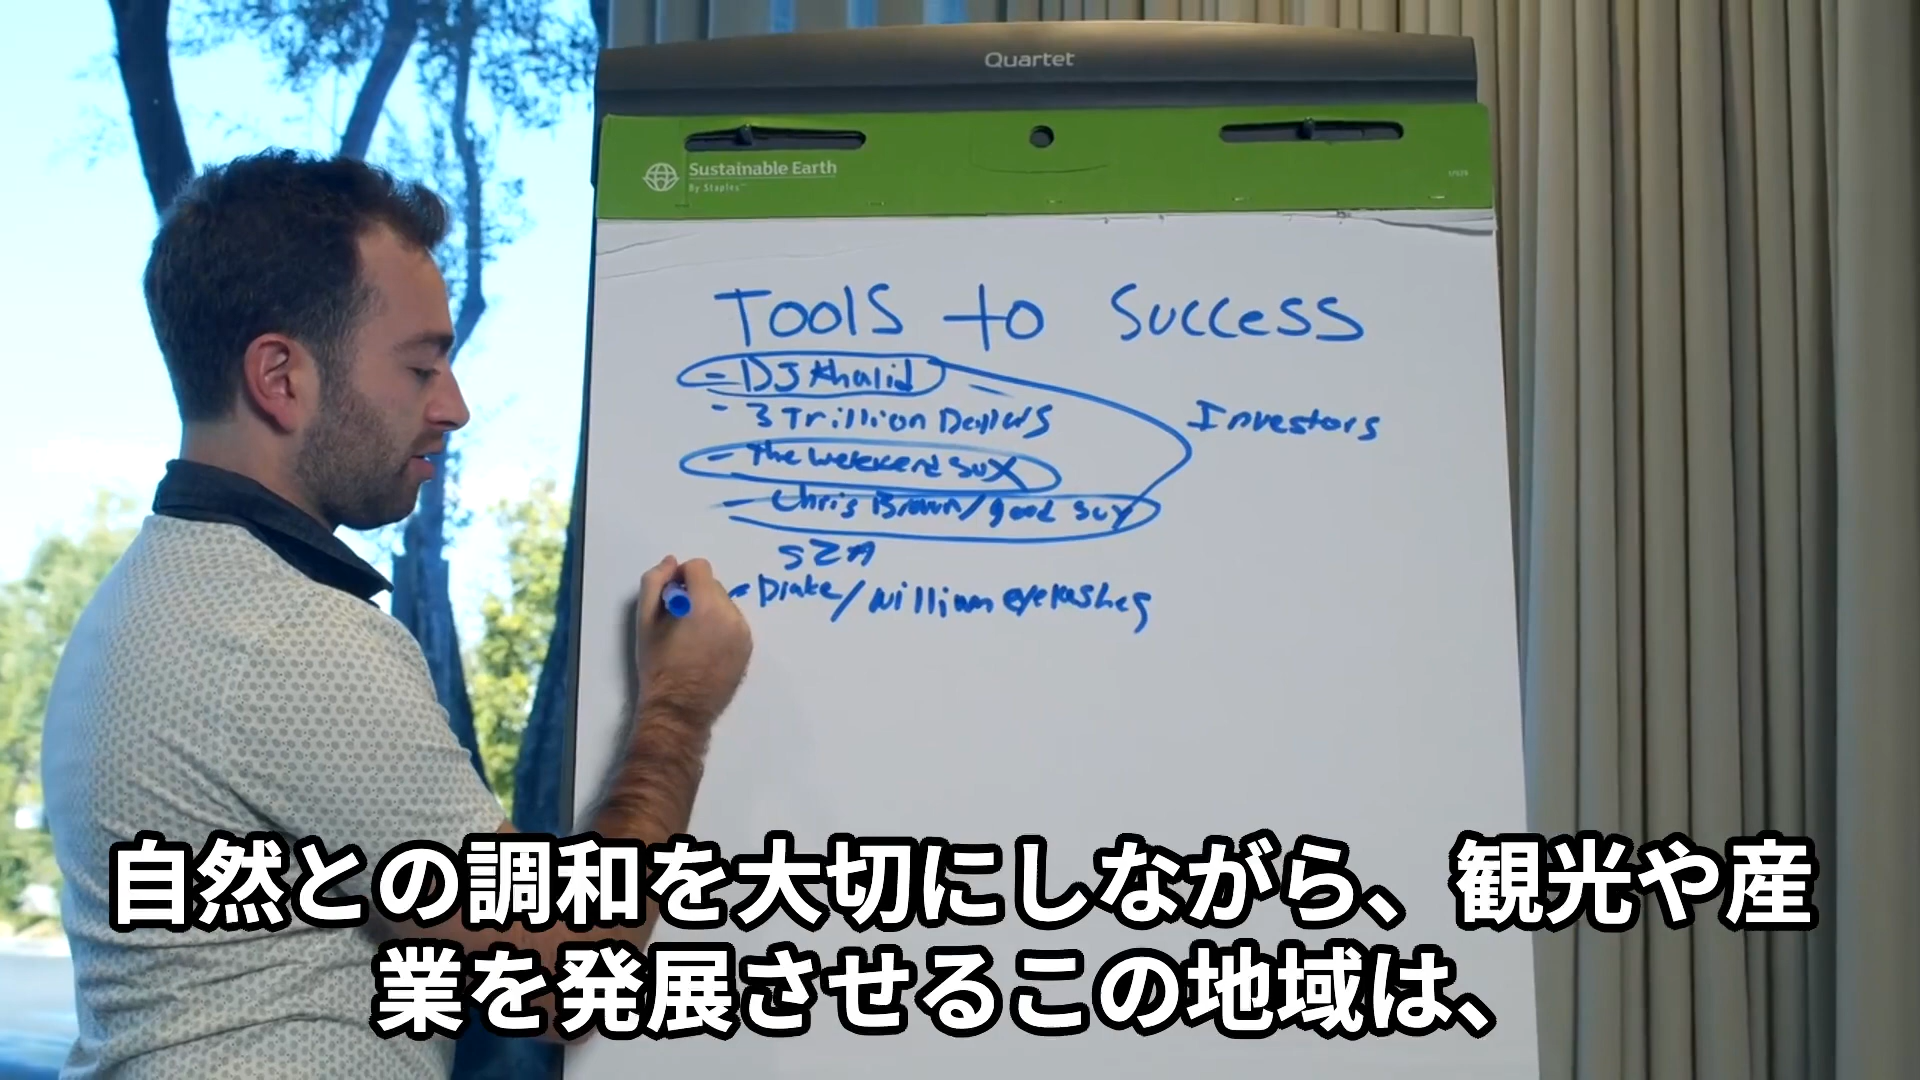 Quartet
Sustainable Earth
By Staples
TOOLS to Success
- DJ Khalid
- 3 Trillion Dollars
Investors
- The weekend sux
- Chris Brown/good guy
SZA
- Drake/william eyelashes
自然との調和を大切にしながら、観光や産
業を発展させるこの地域は、